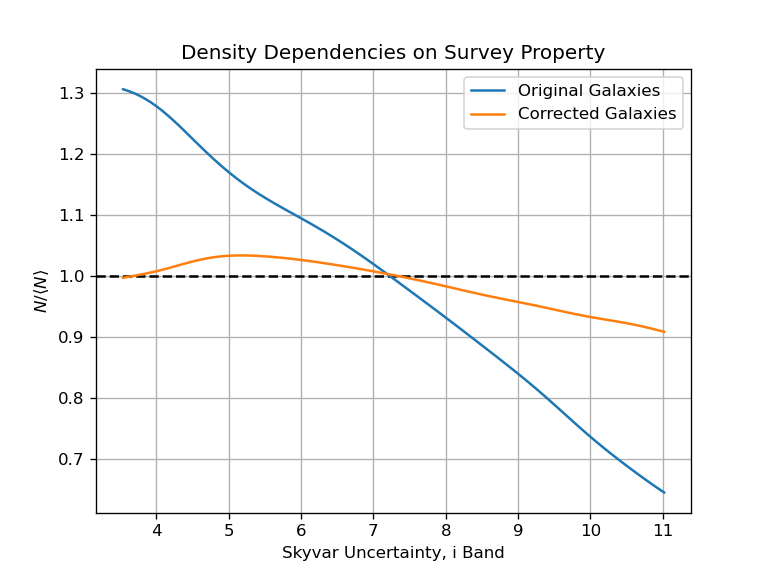 Density Dependencies on Survey Property
Original Galaxies
Corrected Galaxies
1.3
1.2
1.1
1.0
0.9
0.8
0.7
N/⟨N⟩
4 5 6 7 8 9 10 11
Skyvar Uncertainty, i Band